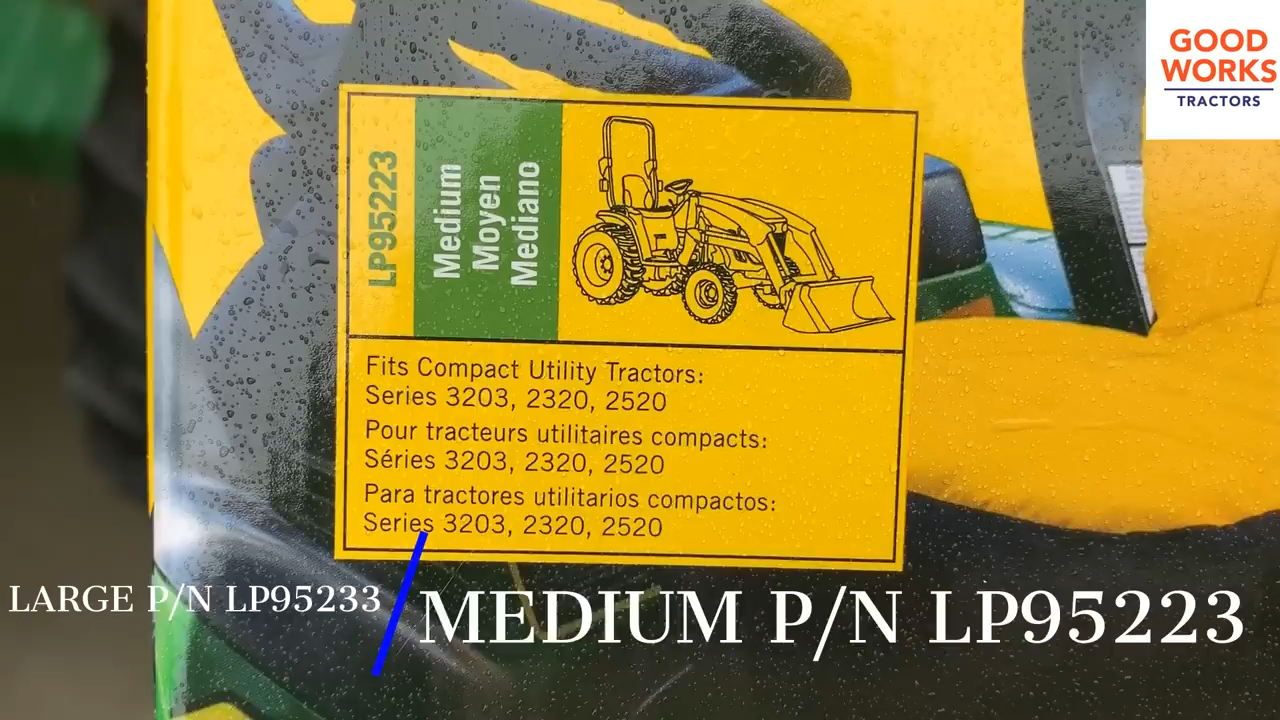 GOOD
WORKS
TRACTORS
LP95223
Medium
Moyen
Mediano
Fits Compact Utility Tractors:
Series 3203, 2320, 2520
Pour tracteurs utilitaires compacts:
Séries 3203, 2320, 2520
Para tractores utilitarios compactos:
Series 3203, 2320, 2520
LARGE P/N LP95233
MEDIUM P/N LP95223